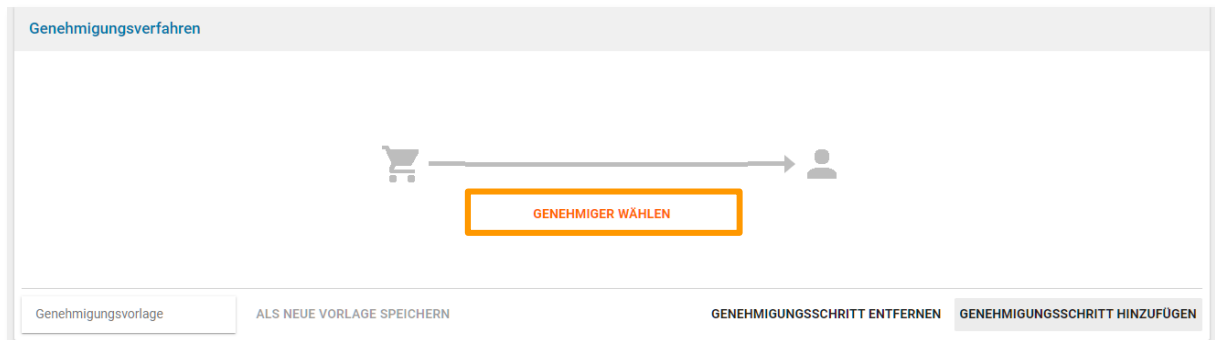 Genehmigungsverfahren
GENEHMIGER WÄHLEN
Genehmigungsvorlage
ALS NEUE VORLAGE SPEICHERN
GENEHMIGUNGSSCHRITT ENTFERNEN
GENEHMIGUNGSSCHRITT HINZUFÜGEN